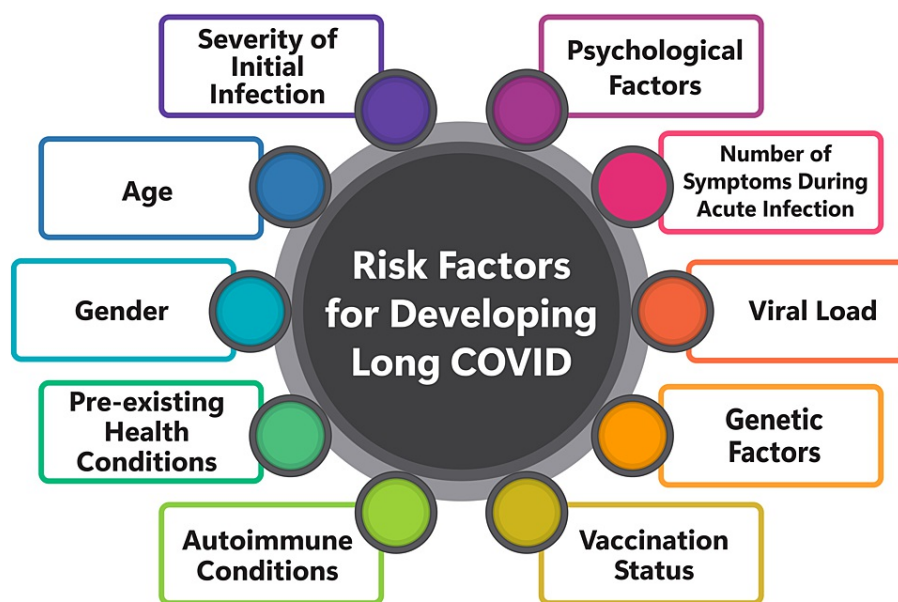 Severity of
Initial
Infection
Psychological
Factors
Age
Number of
Symptoms During
Acute Infection
Risk Factors
for Developing
Long COVID
Gender
Viral Load
Pre-existing
Health
Conditions
Genetic
Factors
Autoimmune
Conditions
Vaccination
Status